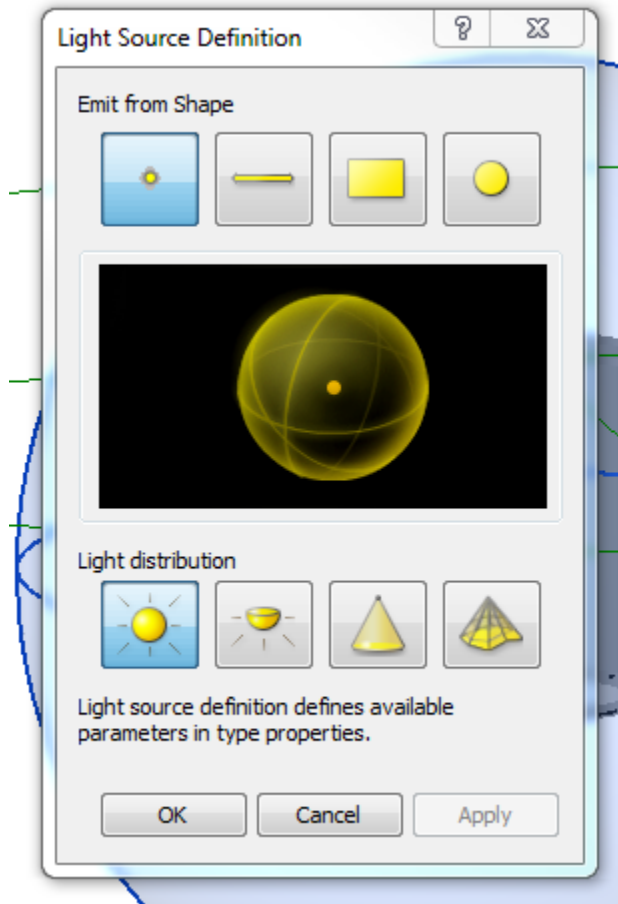 Light Source Definition
Emit from Shape
Light distribution
Light source definition defines available
parameters in type properties.
OK Cancel Apply